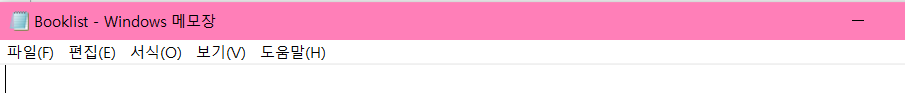 Booklist - Windows 메모장
파일(F) 편집(E) 서식(O) 보기(V) 도움말(H)